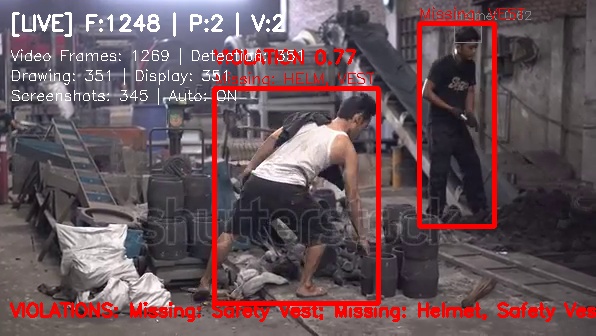 [LIVE] F:1248 | P:2 | V:2
Video Frames: 1269 | Detection: 351
Drawing: 351 | Display: 351
Screenshots: 345 | Auto: ON
VIOLATION 0.77
Missing: HELM, VEST
Missing:
helmet 0.62
shutterstock
VIOLATIONS: Missing: Safety Vest; Missing: Helmet, Safety Ves